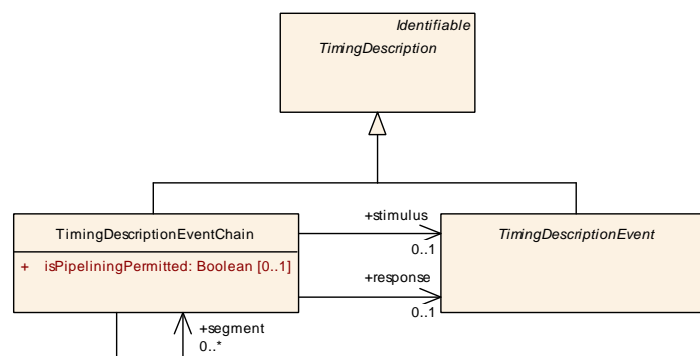 Identifiable
TimingDescription
TimingDescriptionEventChain
+ isPipeliningPermitted: Boolean [0..1]
+stimulus
0..1
+response
0..1
TimingDescriptionEvent
+segment
0..*